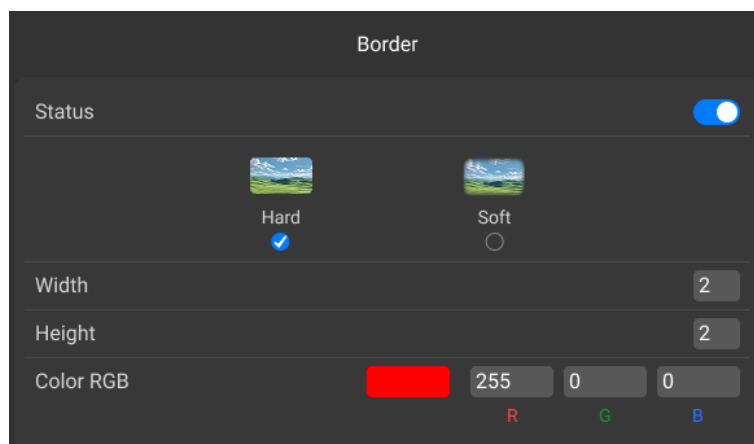 Border
Status
Hard Soft
Width 2
Height 2
Color RGB 255 0 0
R G B